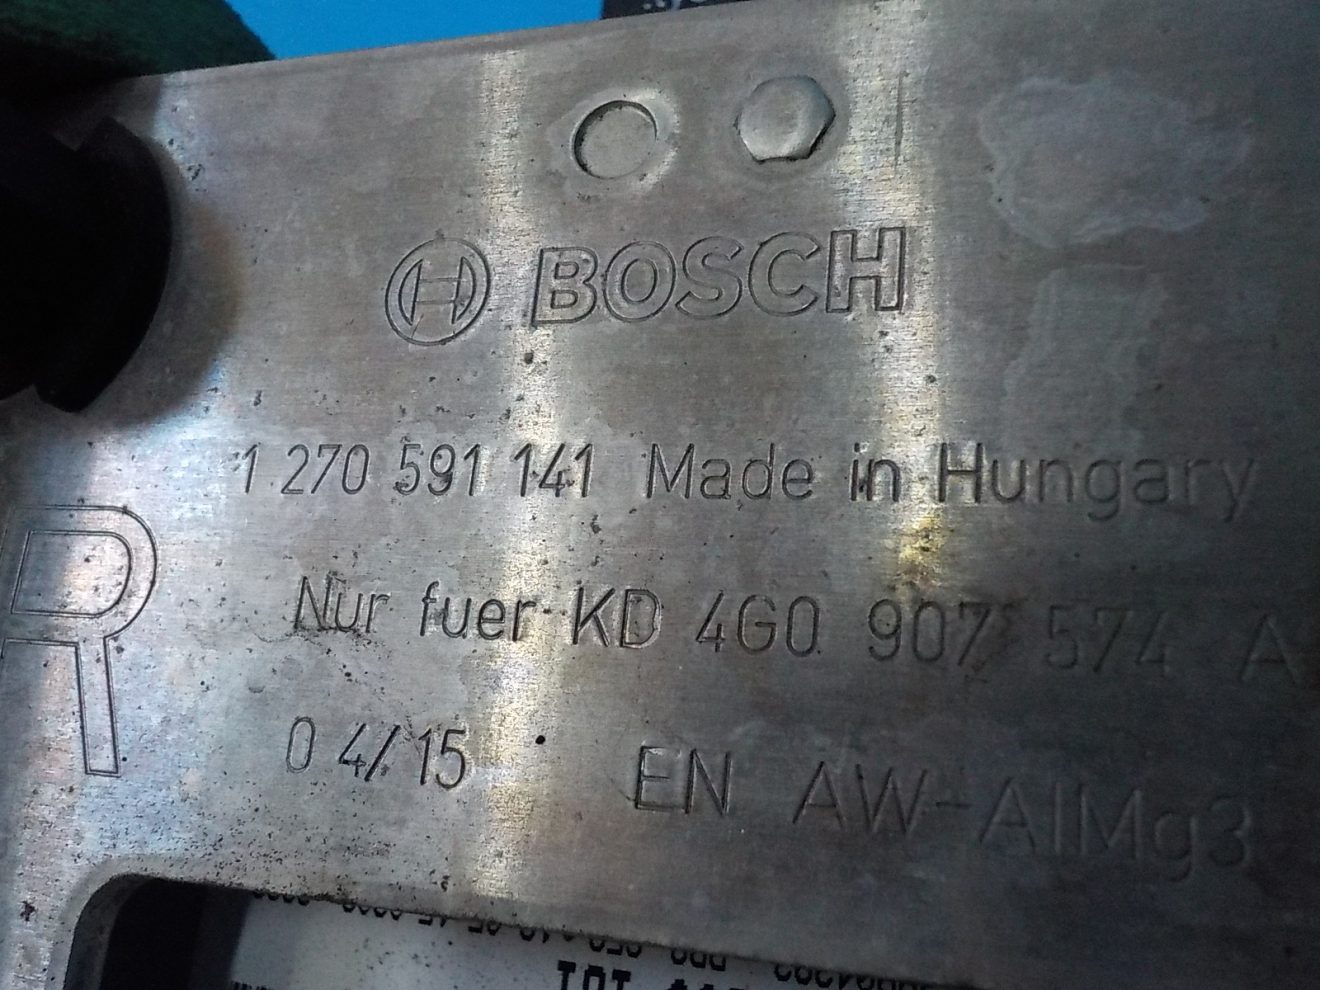 BOSCH
1 270 591 141 Made in Hungary
R
Nur fuer KD 4G0 907 574 A
04/15 EN AW-AlMg3